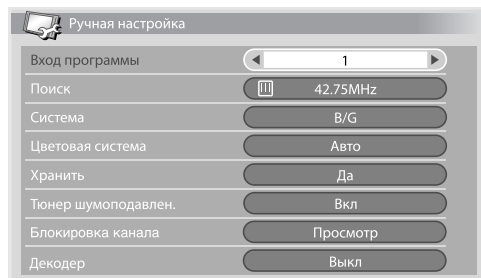 Ручная настройка
Вход программы 1
Поиск 42.75MHz
Система B/G
Цветовая система Авто
Хранить Да
Тюнер шумоподавлен. Вкл
Блокировка канала Просмотр
Декодер Выкл